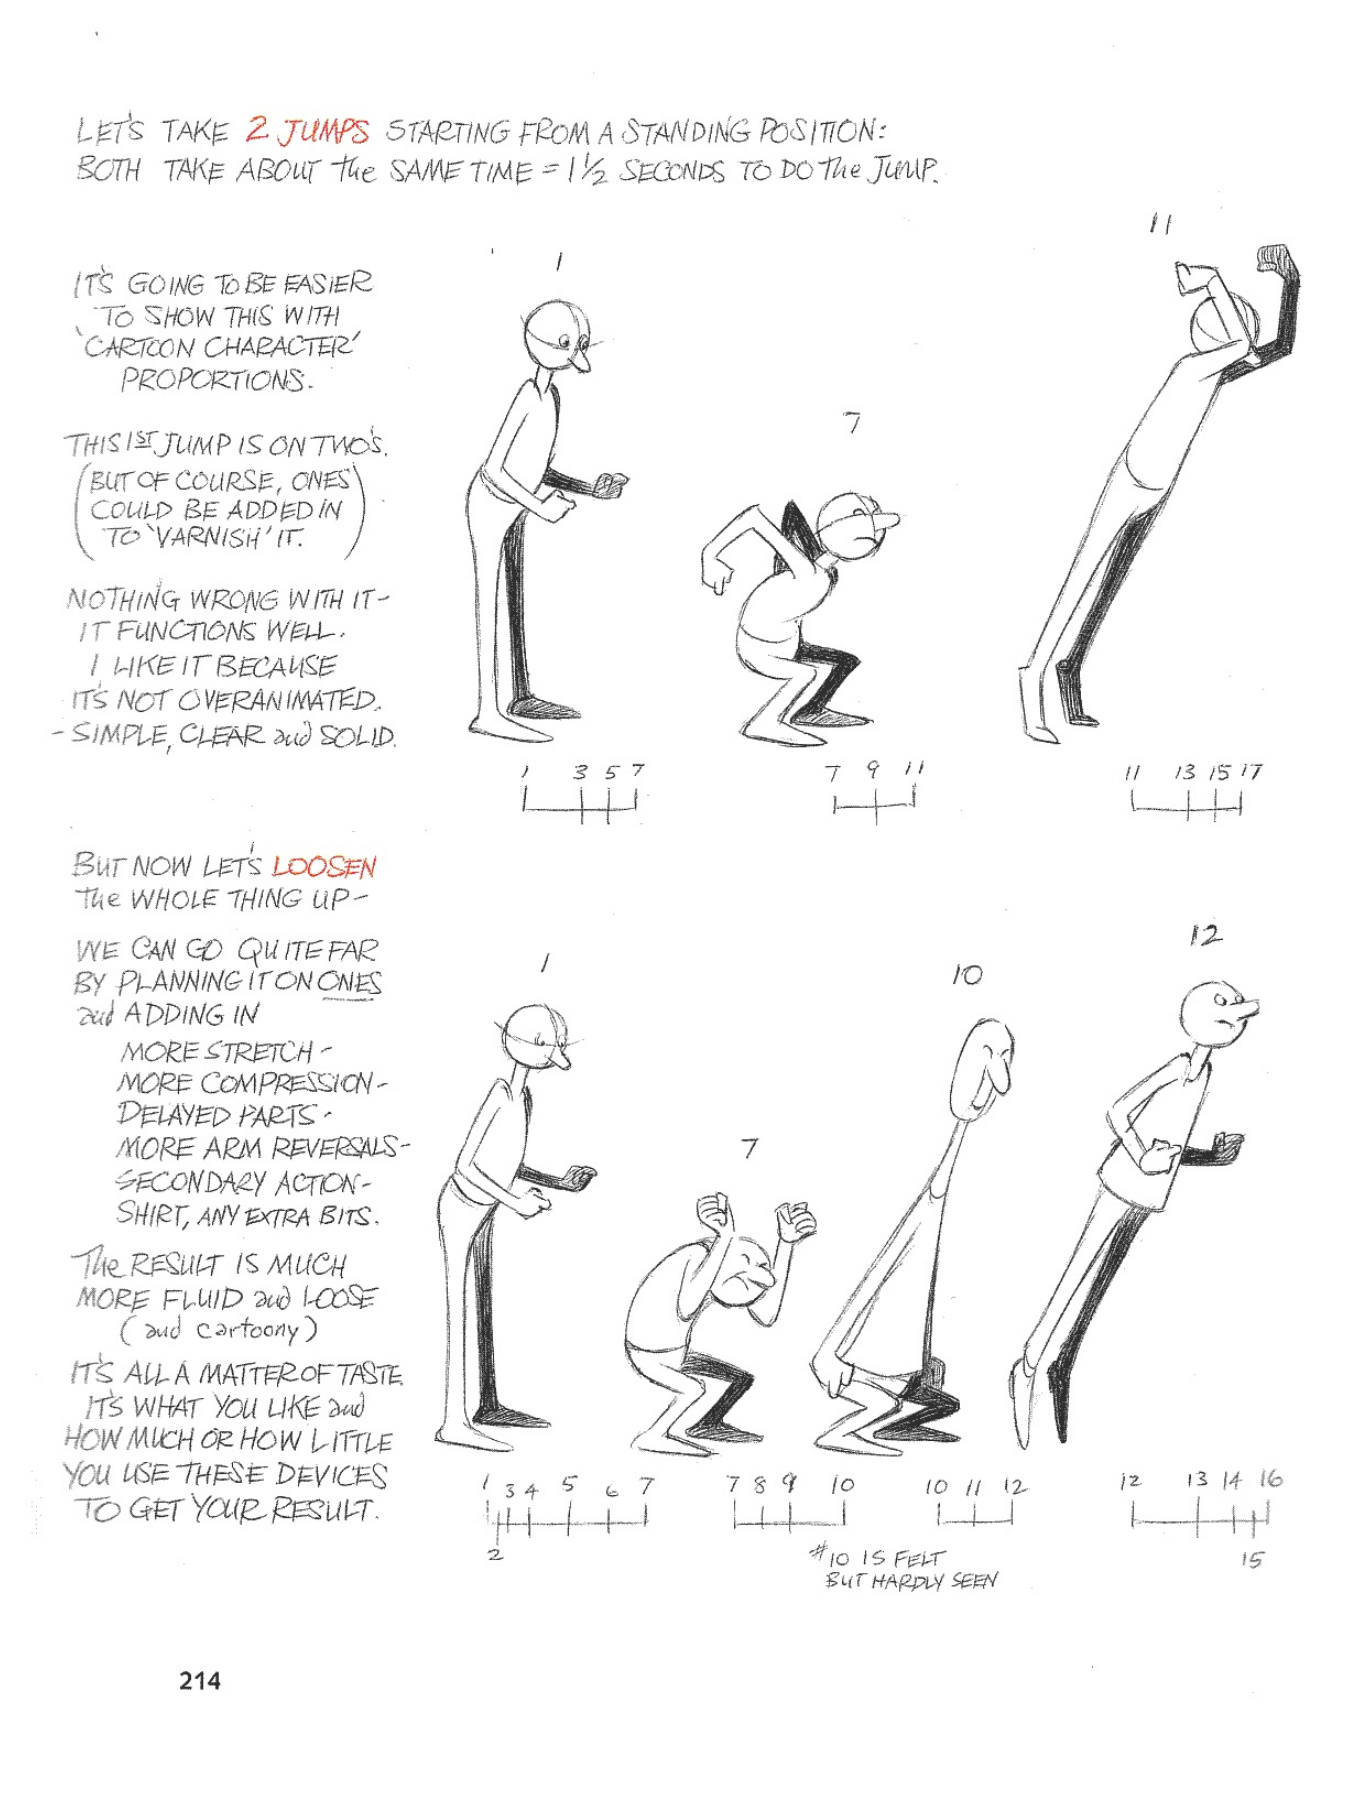 LET'S TAKE 2 JUMPS STARTING FROM A STANDING POSITION:
BOTH TAKE ABOUT the SAME TIME = 1 1/2 SECONDS TO DO The JUMP.
IT'S GOING TO BE EASIER
TO SHOW THIS WITH
'CARTOON CHARACTER'
PROPORTIONS.
THIS 1ST JUMP IS ON TWO'S.
(BUT OF COURSE, ONES
COULD BE ADDED IN
TO 'VARNISH' IT.)
NOTHING WRONG WITH IT-
IT FUNCTIONS WELL.
I LIKE IT BECAUSE
IT'S NOT OVERANIMATED.
- SIMPLE, CLEAR and SOLID.
1
7
11
1 3 5 7
7 9 11
11 13 15 17
BUT NOW LET'S LOOSEN
The WHOLE THING UP-
WE CAN GO QUITE FAR
BY PLANNING IT ON ONES
and ADDING IN
MORE STRETCH -
MORE COMPRESSION -
DELAYED PARTS -
MORE ARM REVERSALS -
SECONDARY ACTION -
SHIRT, ANY EXTRA BITS.
The RESULT IS MUCH
MORE FLUID and LOOSE
(and cartoony)
IT'S ALL A MATTER OF TASTE.
IT'S WHAT YOU LIKE and
HOW MUCH OR HOW LITTLE
YOU USE THESE DEVICES
TO GET YOUR RESULT.
1
7
10
12
1 3 4 5 6 7
2
7 8 9 10
10 11 12
12 13 14 16
15
#10 IS FELT
BUT HARDLY SEEN
214